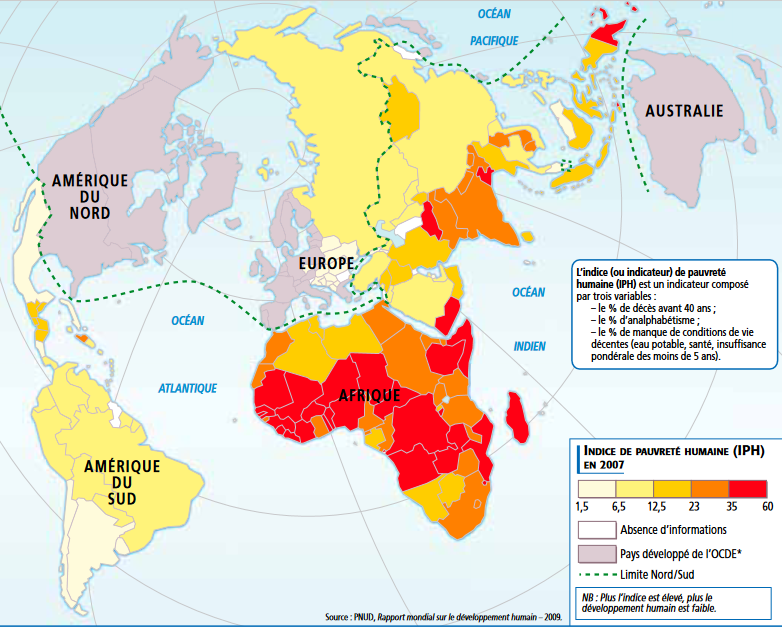 OCÉAN
PACIFIQUE
AUSTRALIE
AMÉRIQUE
DU
NORD
EUROPE
OCÉAN
ATLANTIQUE
OCÉAN
INDIEN
AFRIQUE
AMÉRIQUE
DU
SUD
L'indice (ou indicateur) de pauvreté
humaine (IPH) est un indicateur composé
par trois variables :
– le % de décès avant 40 ans ;
– le % d'analphabétisme ;
– le % de manque de conditions de vie
décentes (eau potable, santé, insuffisance
pondérale des moins de 5 ans).
INDICE DE PAUVRETÉ HUMAINE (IPH)
EN 2007
1,5 6,5 12,5 23 35 60
Absence d'informations
Pays développé de l'OCDE*
Limite Nord/Sud
NB : Plus l'indice est élevé, plus le
développement humain est faible.
Source : PNUD, Rapport mondial sur le développement humain – 2009.